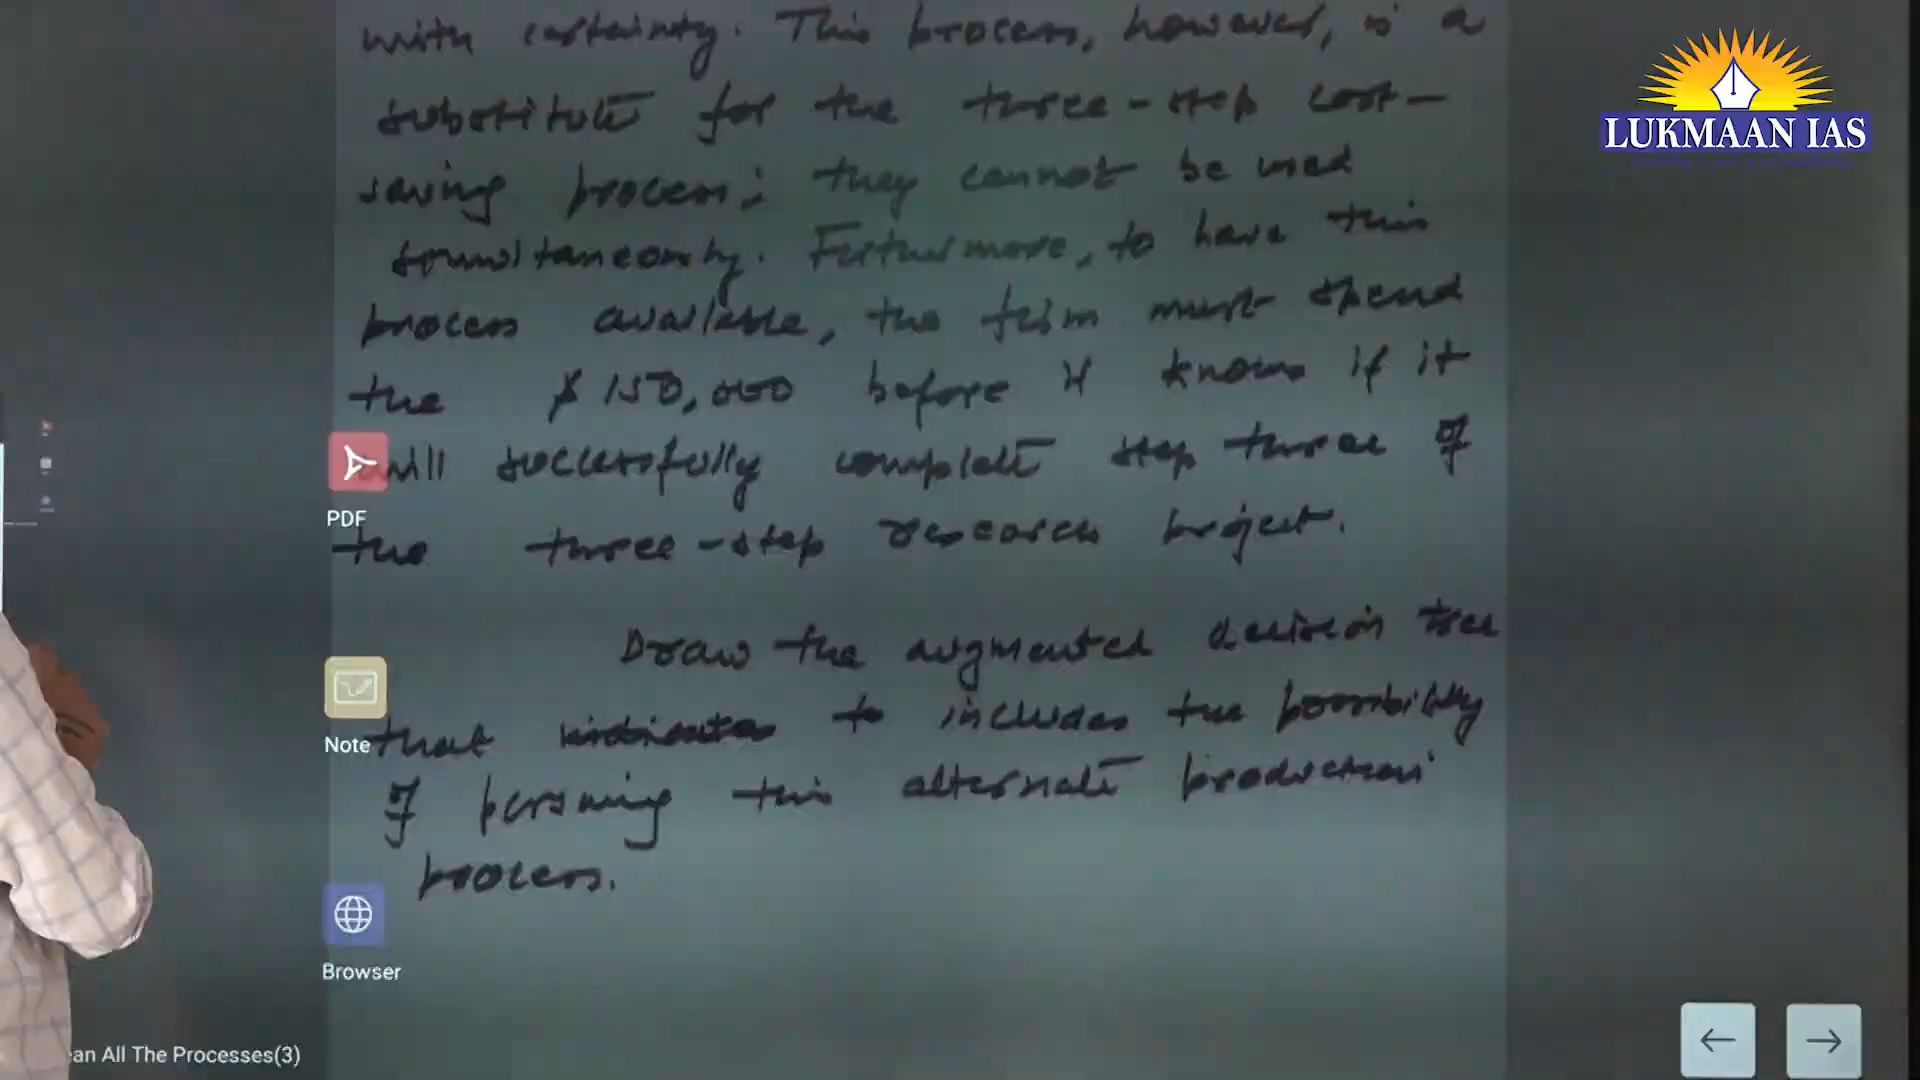 with certainty. This process, however, is a
substitute for the three-step cost-
saving process; they cannot be used
simultaneously. Furthermore, to have this
process available, the firm must spend
the $150,000 before it knows if it
will successfully complete step three of
the three-step research project.
Draw the augmented decision tree
that indicates to includes the possibility
of persuing this alternate production
process.
PDF
Note
Browser
an All The Processes(3)
LUKMAAN IAS